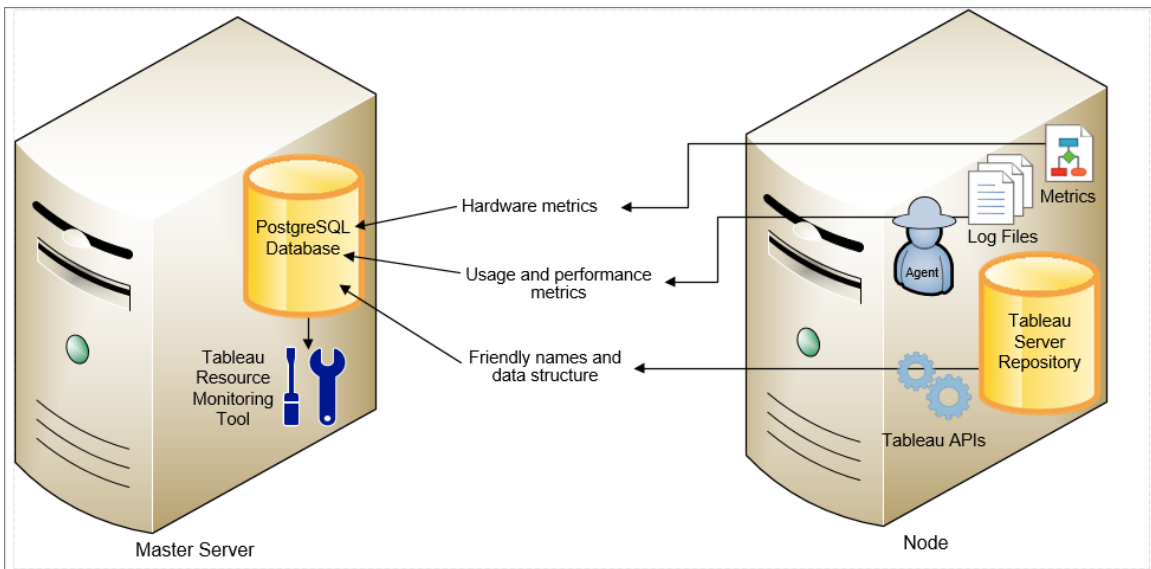 PostgreSQL
Database
Tableau
Resource
Monitoring
Tool
Master Server
Hardware metrics
Usage and performance
metrics
Friendly names and
data structure
Metrics
Log Files
Agent
Tableau
Server
Repository
Tableau APIs
Node